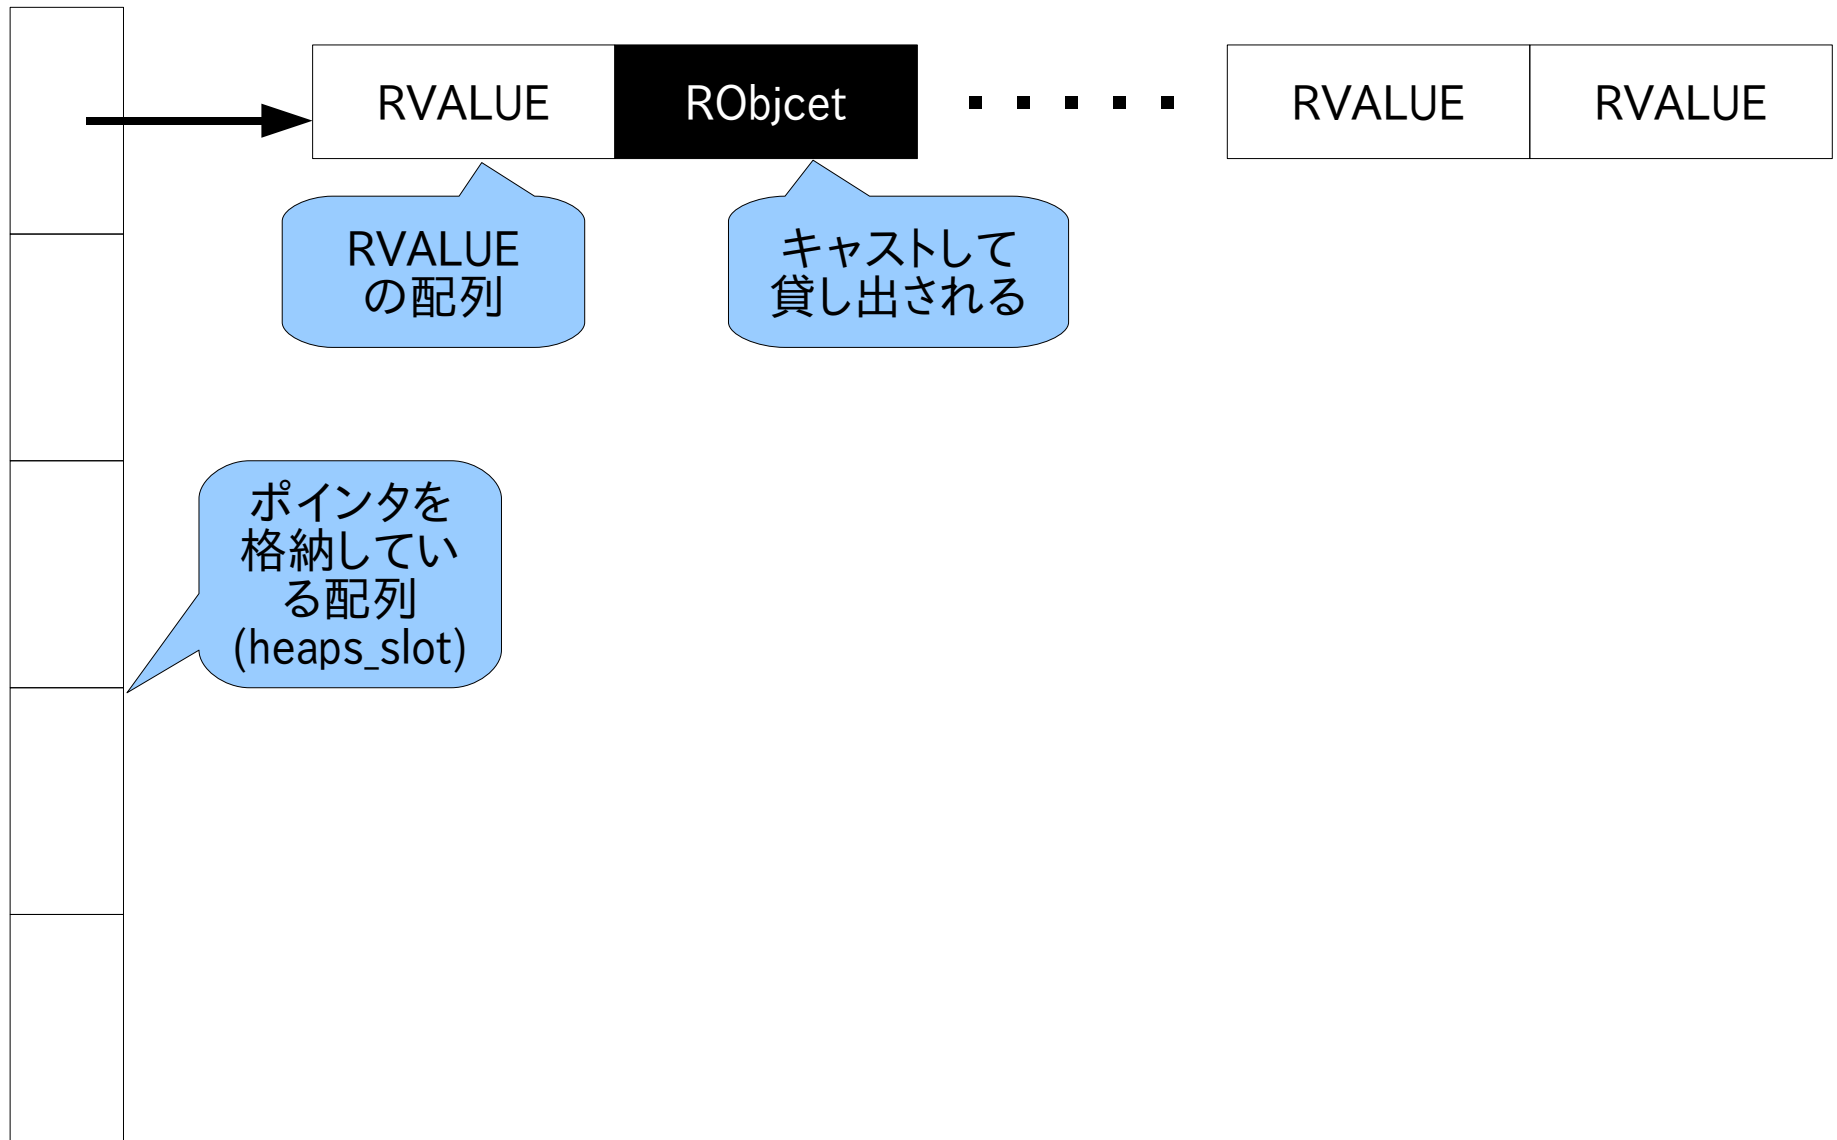 RVALUE
RObjcet
RVALUE
RVALUE
RVALUE
の配列
キャストして
貸し出される
ポインタを
格納してい
る配列
(heaps_slot)